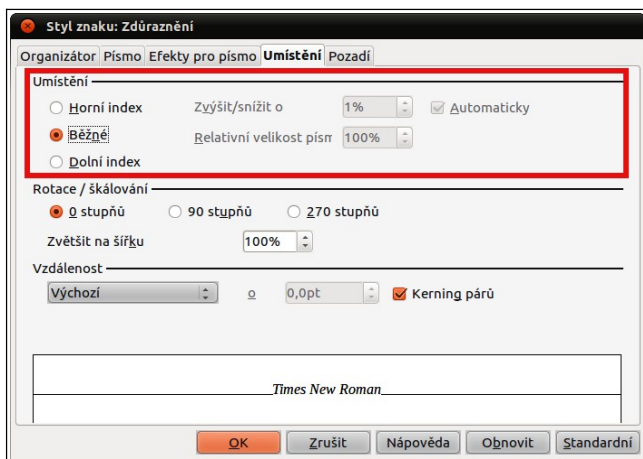 Styl znaku: Zdůraznění
Organizátor Písmo Efekty pro písmo Umístění Pozadí
Umístění
Horní index Zvýšit/snížit o 1% Automaticky
Běžné Relativní velikost písm 100%
Dolní index
Rotace / škálování
0 stupňů 90 stupňů 270 stupňů
Zvětšit na šířku 100%
Vzdálenost
Výchozí o 0,0pt Kerning párů
Times New Roman
OK Zrušit Nápověda Obnovit Standardní